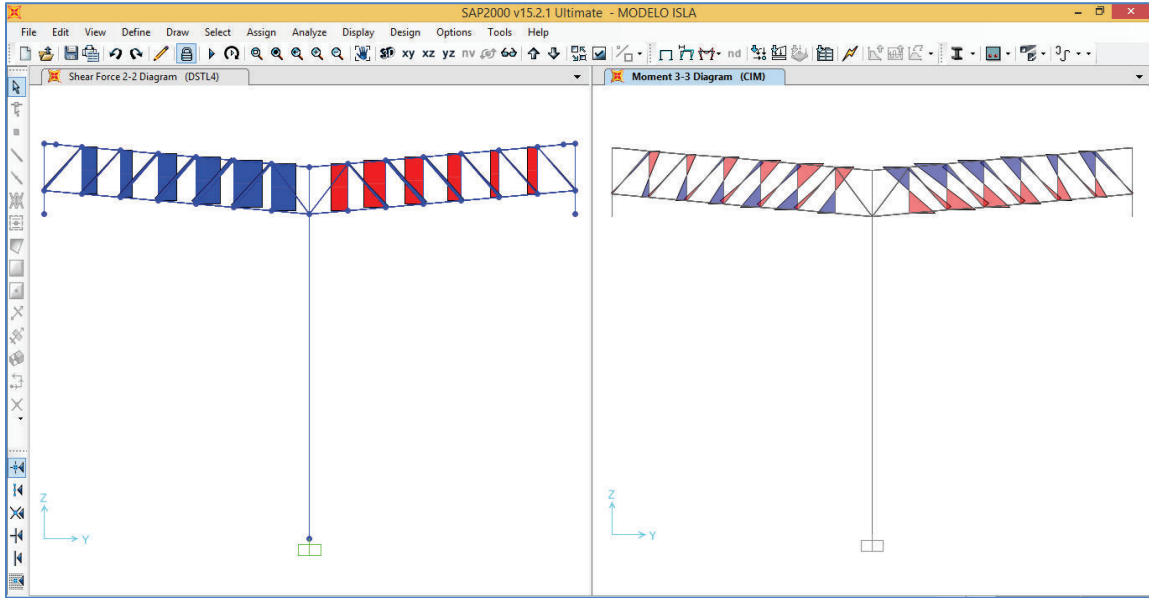 SAP2000 v15.2.1 Ultimate - MODELO ISLA
File Edit View Define Draw Select Assign Analyze Display Design Options Tools Help
3D xy xz yz nv nd
Shear Force 2-2 Diagram (DSTL4)
Moment 3-3 Diagram (CIM)
Z
Y
Z
Y